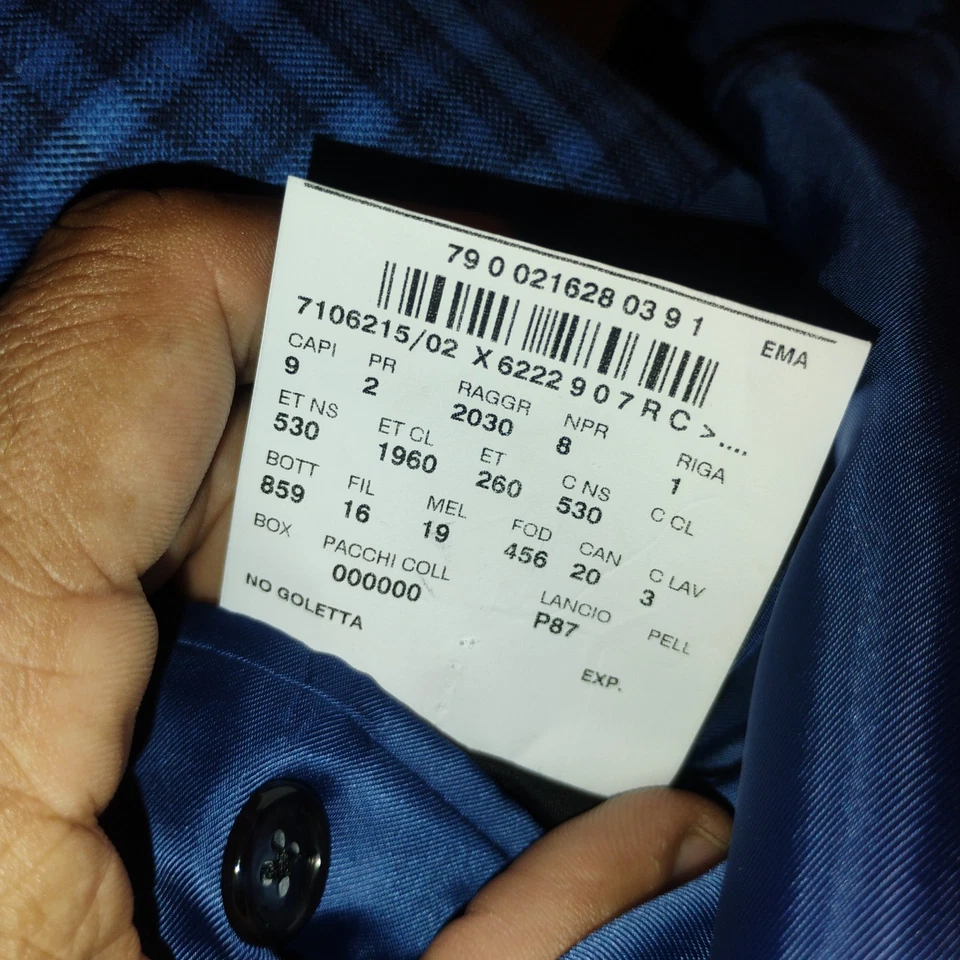 79 0 021628 03 9 1
EMA
7106215/02 X 6222 9 0 7 R C >....
CAPI PR RAGGR NPR RIGA
9 2 2030 8 1
ET NS ET CL ET C NS C CL
530 1960 260 530
BOTT FIL MEL FOD CAN C LAV
859 16 19 456 20 3
BOX PACCHI COLL LANCIO PELL
000000 P87
NO GOLETTA EXP.